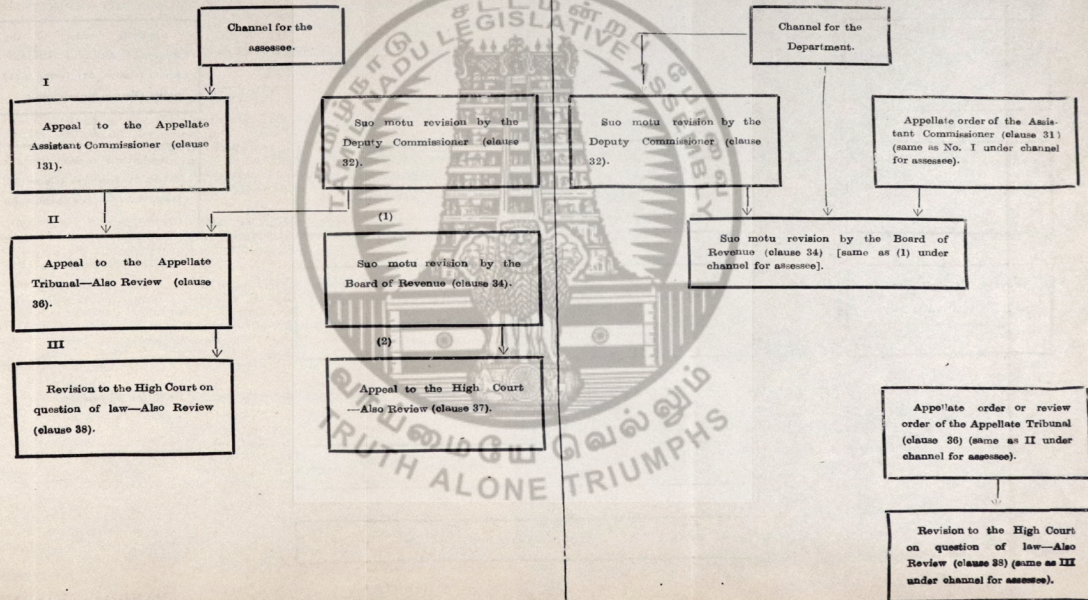 Channel for the
assessee.
I
Appeal to the Appellate
Assistant Commissioner (clause
131).
II
Appeal to the Appellate
Tribunal—Also Review (clause
36).
III
Revision to the High Court on
question of law—Also Review
(clause 38).
Suo motu revision by the
Deputy Commissioner (clause
32).
(1)
Suo motu revision by the
Board of Revenue (clause 34).
(2)
Appeal to the High Court
—Also Review (clause 37).
Channel for the
Department.
Suo motu revision by the
Deputy Commissioner (clause
32).
Appellate order of the Assis-
tant Commissioner (clause 31)
(same as No. I under channel
for assessee).
Suo motu revision by the Board of
Revenue (clause 34) [same as (1) under
channel for assessee].
Appellate order or review
order of the Appellate Tribunal
(clause 36) (same as II under
channel for assessee).
Revision to the High Court
on question of law—Also
Review (clause 38) (same as III
under channel for assessee).
தமிழ்நாடு சட்டமன்ற பேரவை
TAMIL NADU LEGISLATIVE ASSEMBLY
வாய்மையே வெல்லும்
TRUTH ALONE TRIUMPHS